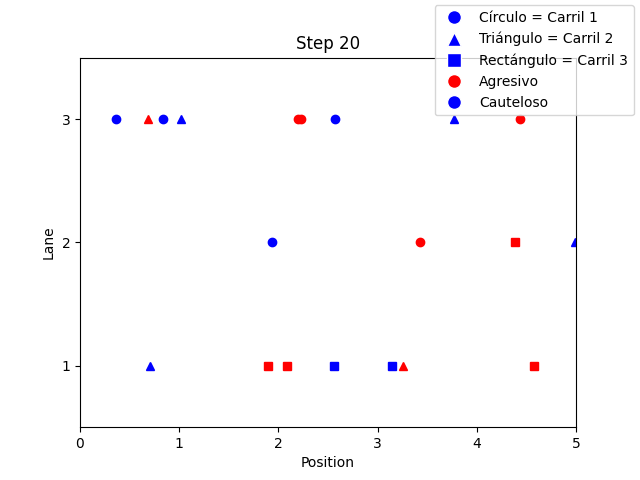 Step 20
Círculo = Carril 1
Triángulo = Carril 2
Rectángulo = Carril 3
Agresivo
Cauteloso
Lane
3
2
1
0 1 2 3 4 5
Position